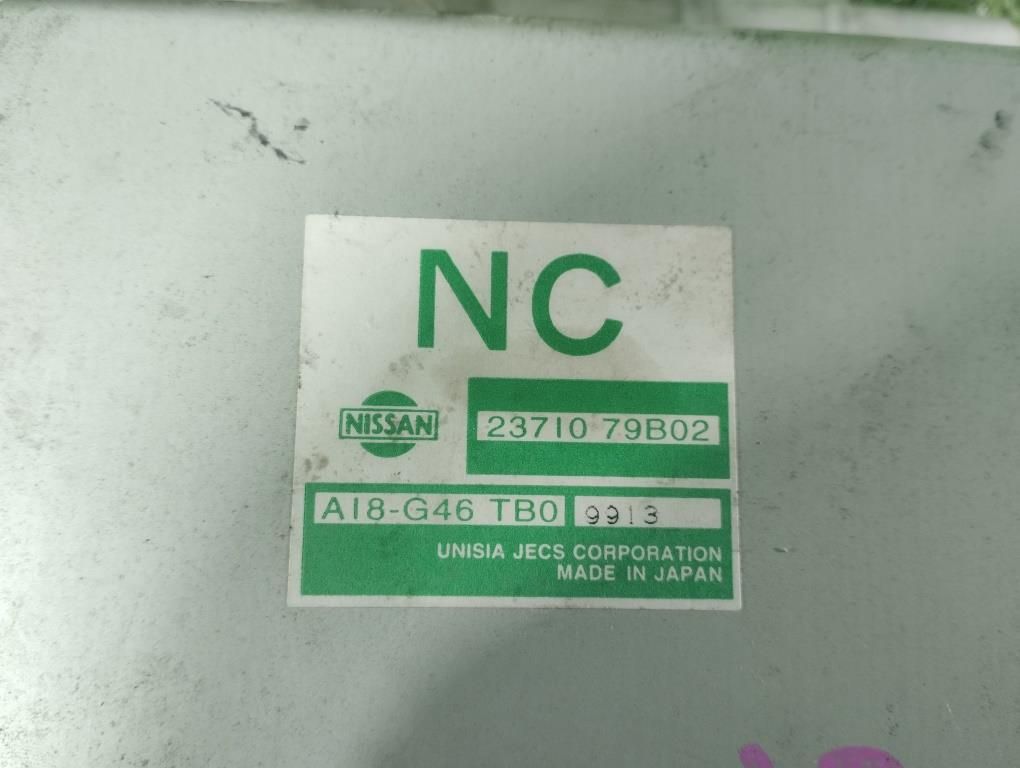 NC
NISSAN 23710 79B02
A18-G46 TB0 9913
UNISIA JECS CORPORATION
MADE IN JAPAN